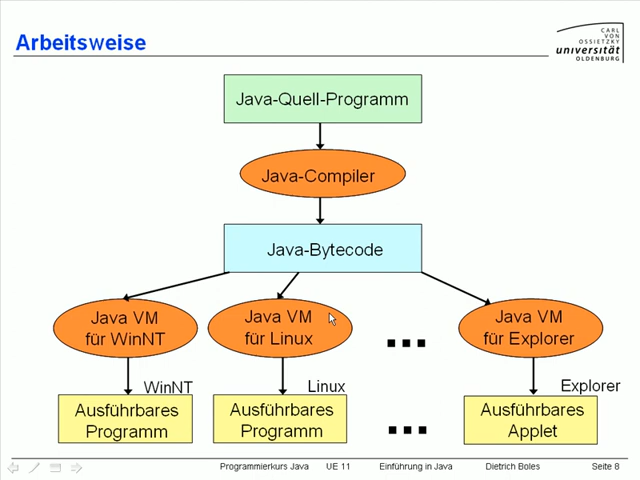 Arbeitsweise
CARL
VON
OSSIETZKY
universität
OLDENBURG
Java-Quell-Programm
Java-Compiler
Java-Bytecode
Java VM
für WinNT
Java VM
für Linux
...
Java VM
für Explorer
WinNT
Linux
Explorer
Ausführbares
Programm
Ausführbares
Programm
...
Ausführbares
Applet
Programmierkurs Java UE 11 Einführung in Java Dietrich Boles Seite 8